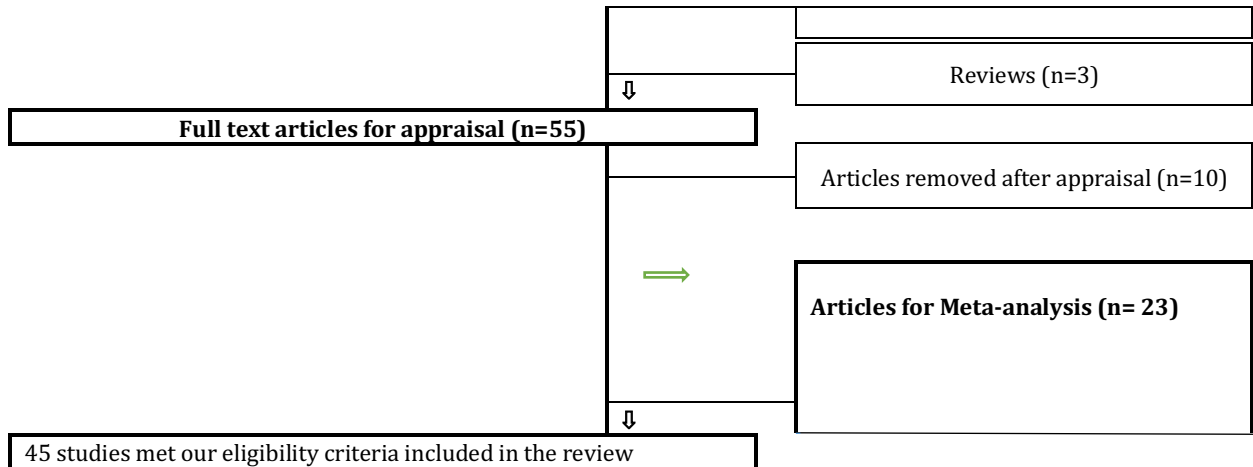 Reviews (n=3)
Full text articles for appraisal (n=55)
Articles removed after appraisal (n=10)
Articles for Meta-analysis (n= 23)
45 studies met our eligibility criteria included in the review